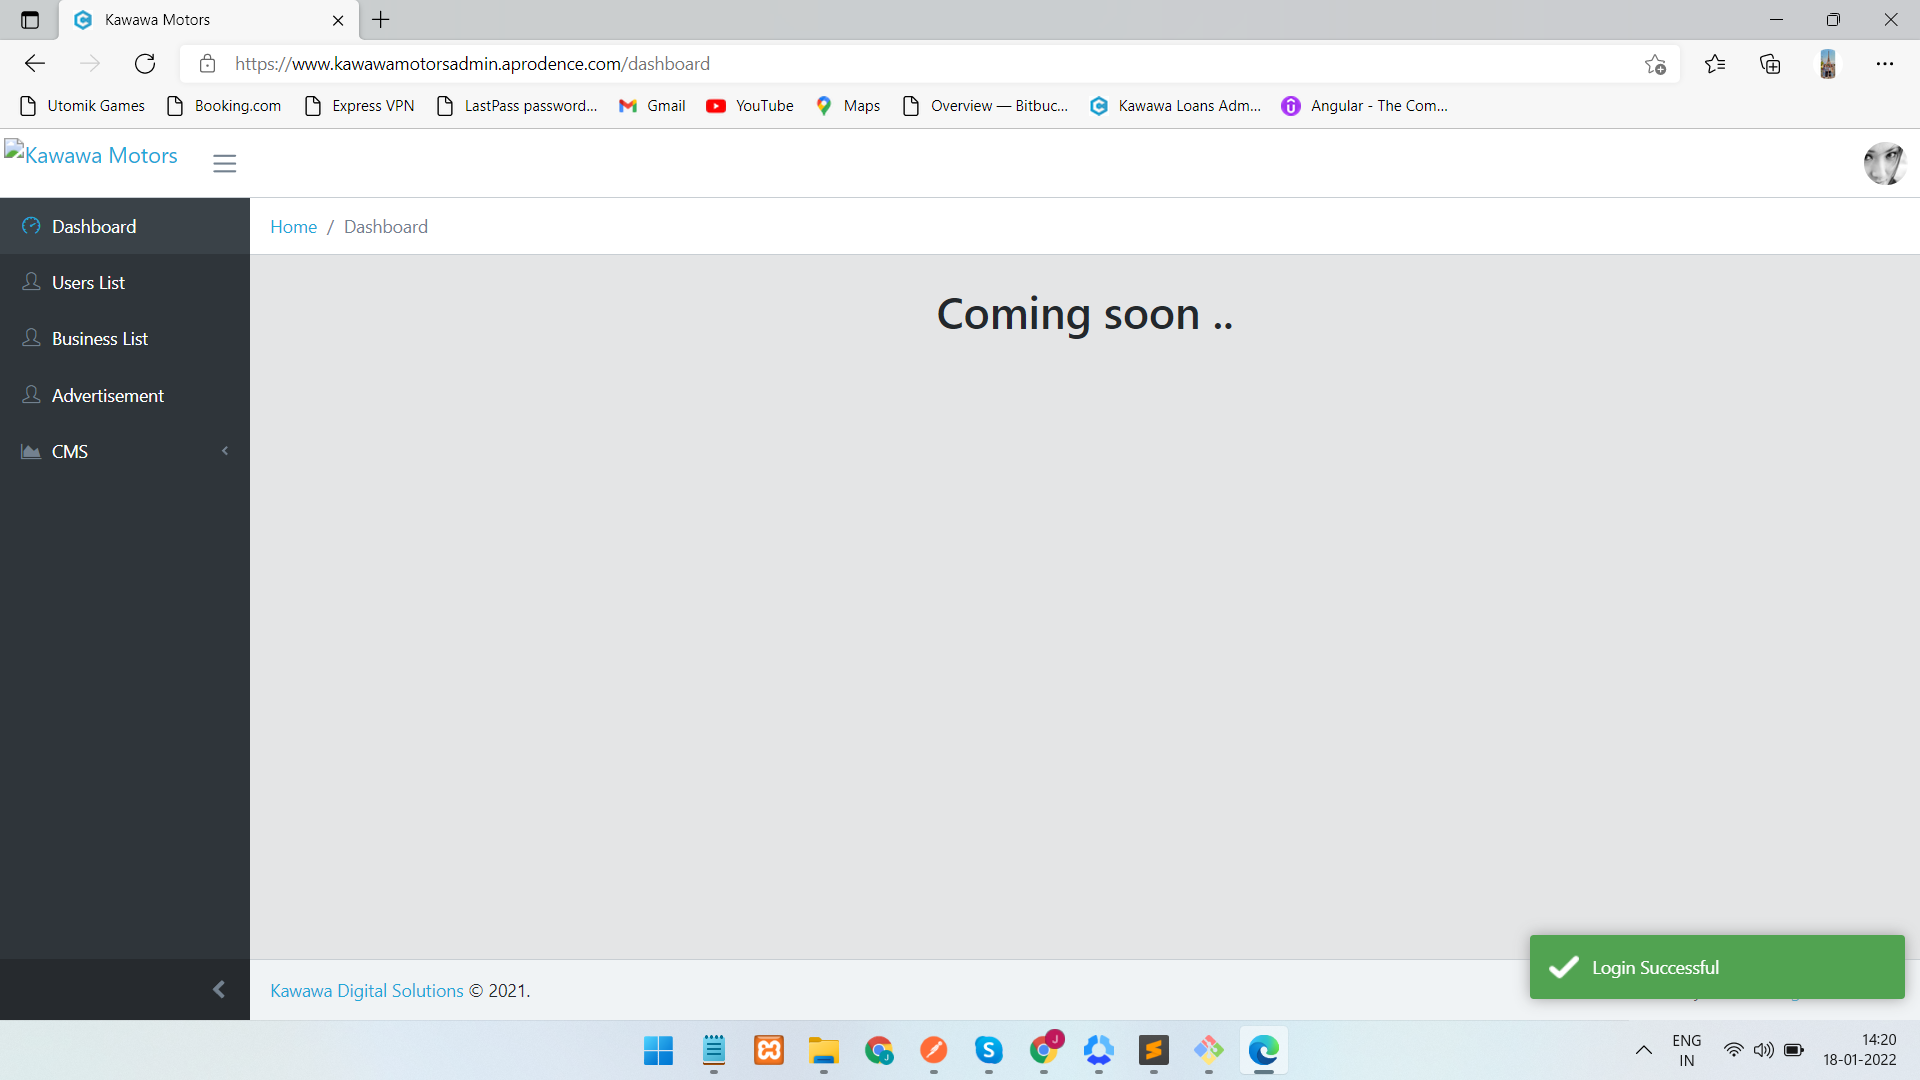 Kawawa Motors
https://www.kawawamotorsadmin.aprodence.com/dashboard
Utomik Games
Booking.com
Express VPN
LastPass password...
Gmail
YouTube
Maps
Overview — Bitbuc...
Kawawa Loans Adm...
Angular - The Com...
Kawawa Motors
Dashboard
Users List
Business List
Advertisement
CMS
Home / Dashboard
Coming soon ..
Login Successful
Kawawa Digital Solutions © 2021.
J
J
S
ENG
IN
14:20
18-01-2022